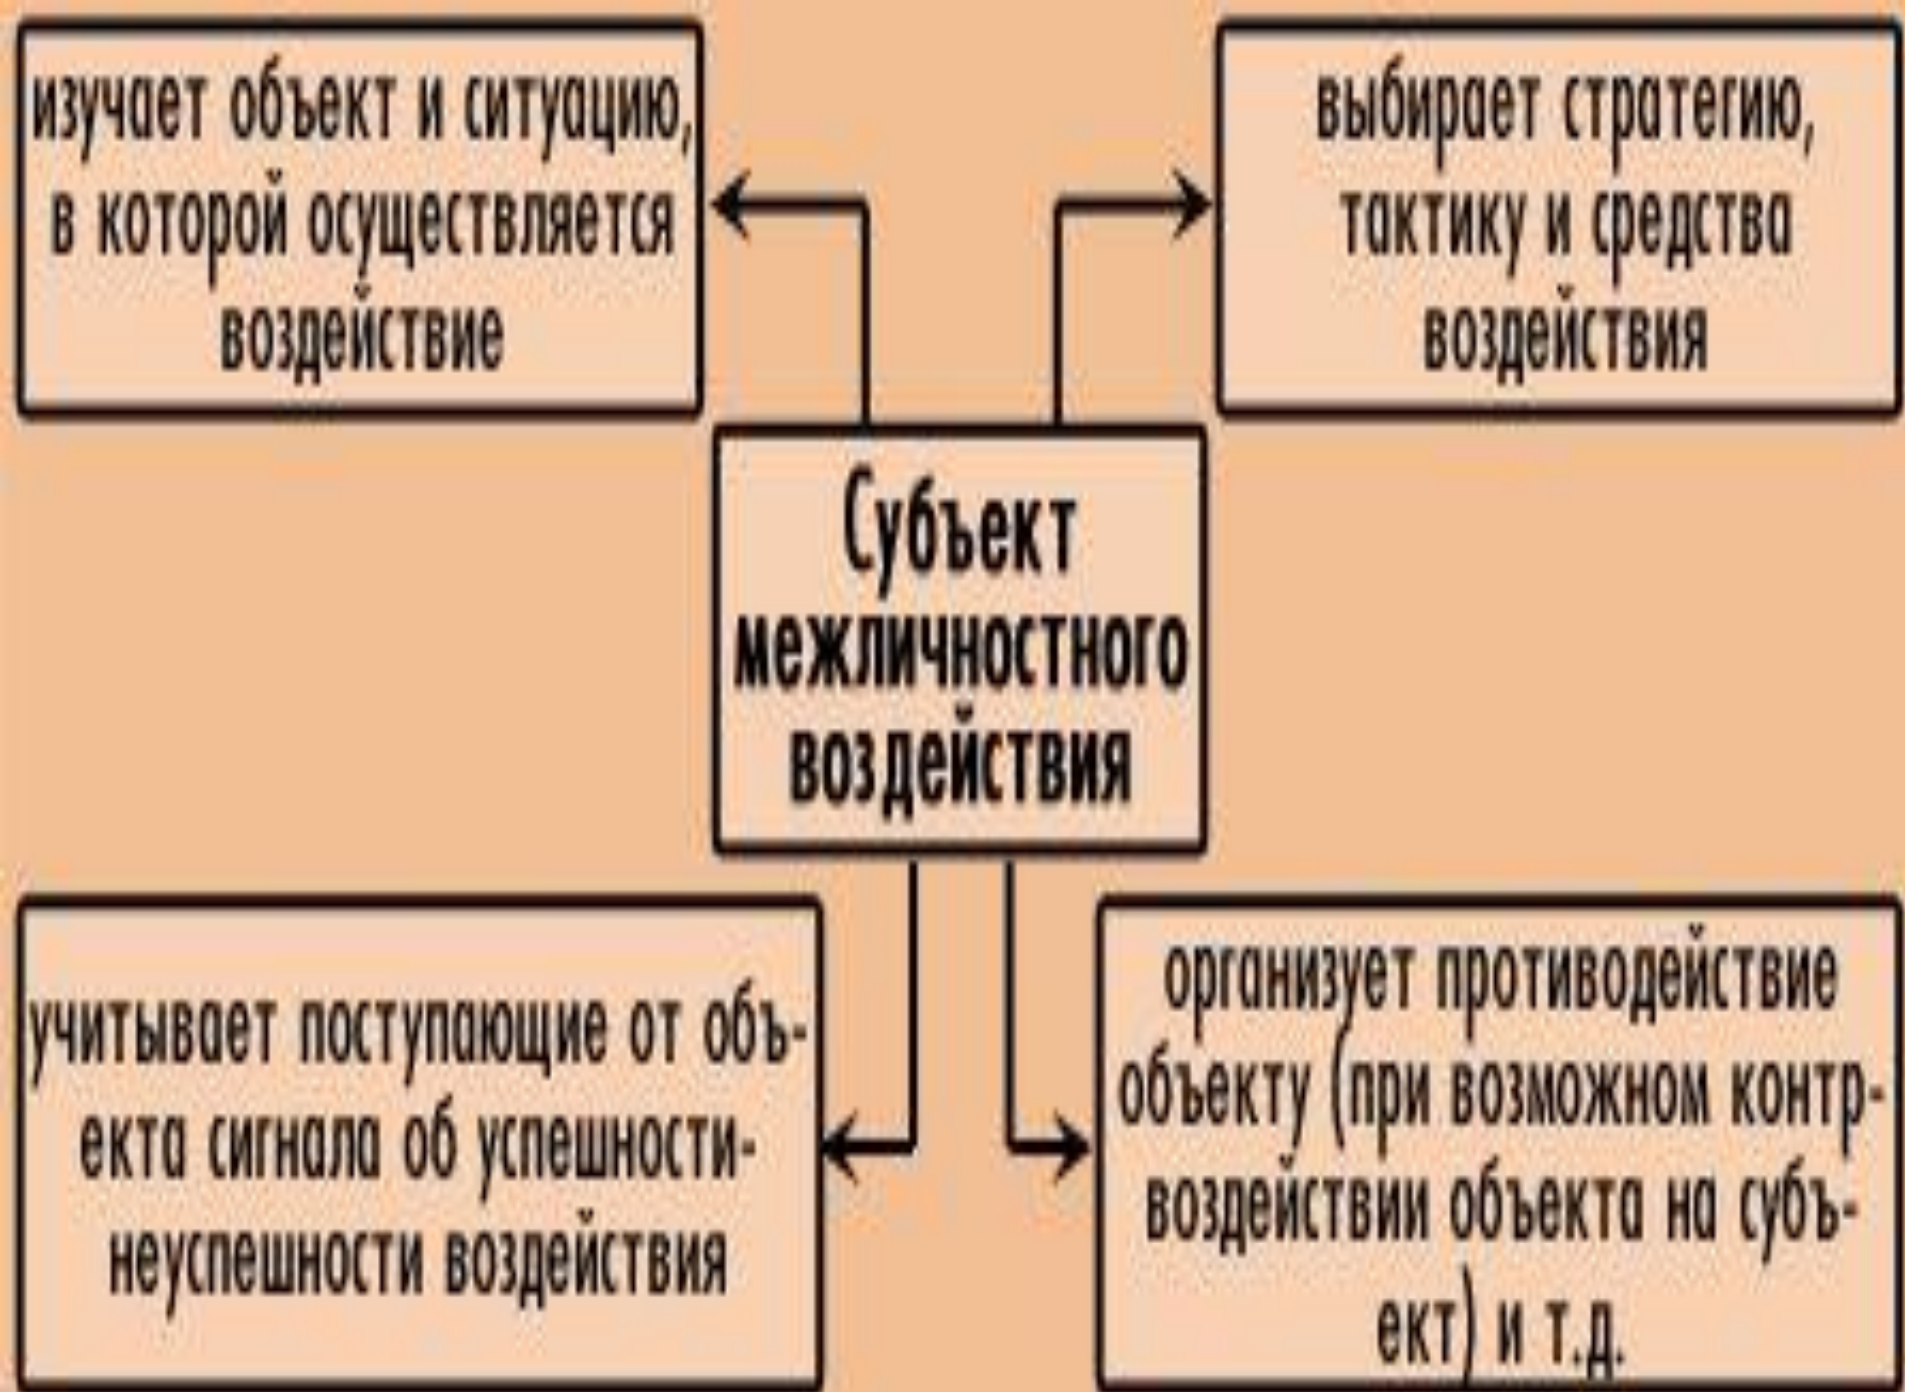 изучает объект и ситуацию,
в которой осуществляется
воздействие
выбирает стратегию,
тактику и средства
воздействия
Субъект
межличностного
воздействия
учитывает поступающие от объ-
екта сигнала об успешности-
неуспешности воздействия
организует противодействие
объекту (при возможном контр-
воздействии объекта на субъ-
ект) и т.д.